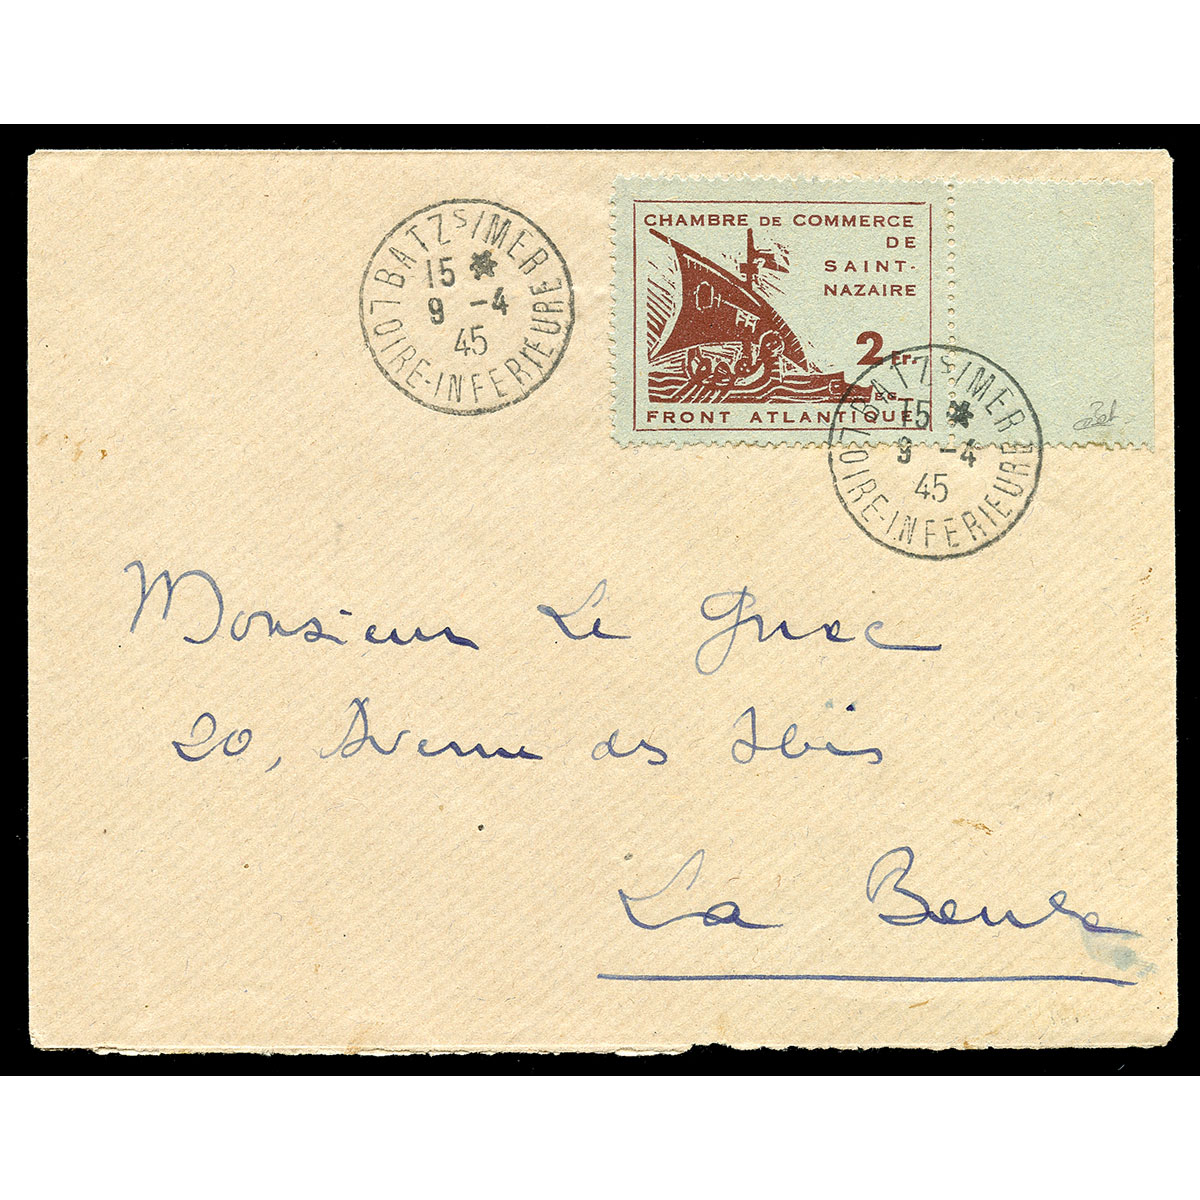 BATZ S/MER
15 *
9 -4
45
LOIRE-INFERIEURE
CHAMBRE DE COMMERCE
DE
SAINT-
NAZAIRE
2 Fr.
FRONT ATLANTIQUE
BATZ S/MER
15 *
9 -4
45
LOIRE-INFERIEURE
Monsieur Le Guec
20, Avenue des Ibis
La Baule